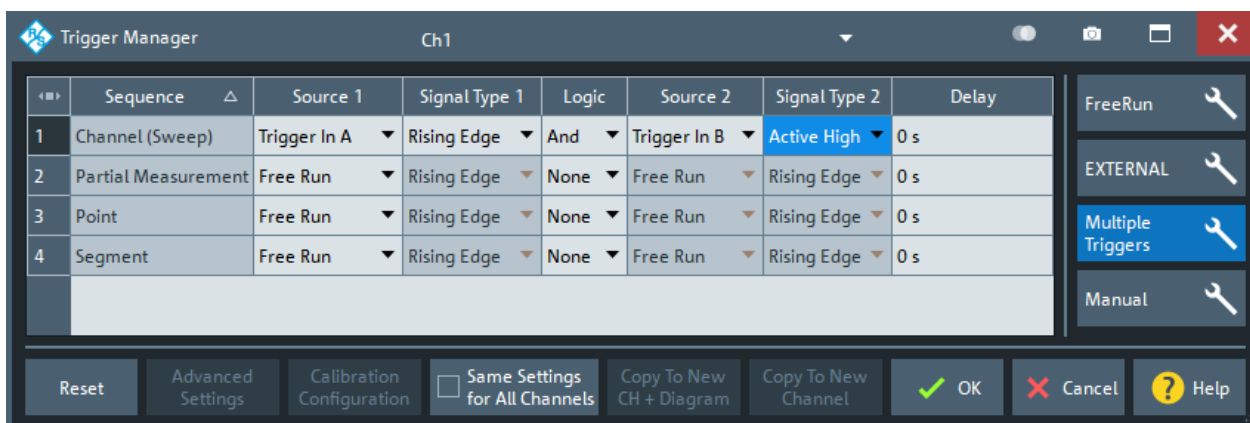 Trigger Manager Ch1
Sequence Source 1 Signal Type 1 Logic Source 2 Signal Type 2 Delay
1 Channel (Sweep) Trigger In A Rising Edge And Trigger In B Active High 0 s
2 Partial Measurement Free Run Rising Edge None Free Run Rising Edge 0 s
3 Point Free Run Rising Edge None Free Run Rising Edge 0 s
4 Segment Free Run Rising Edge None Free Run Rising Edge 0 s
FreeRun
EXTERNAL
Multiple
Triggers
Manual
Reset
Advanced
Settings
Calibration
Configuration
Same Settings
for All Channels
Copy To New
CH + Diagram
Copy To New
Channel
OK
Cancel
? Help